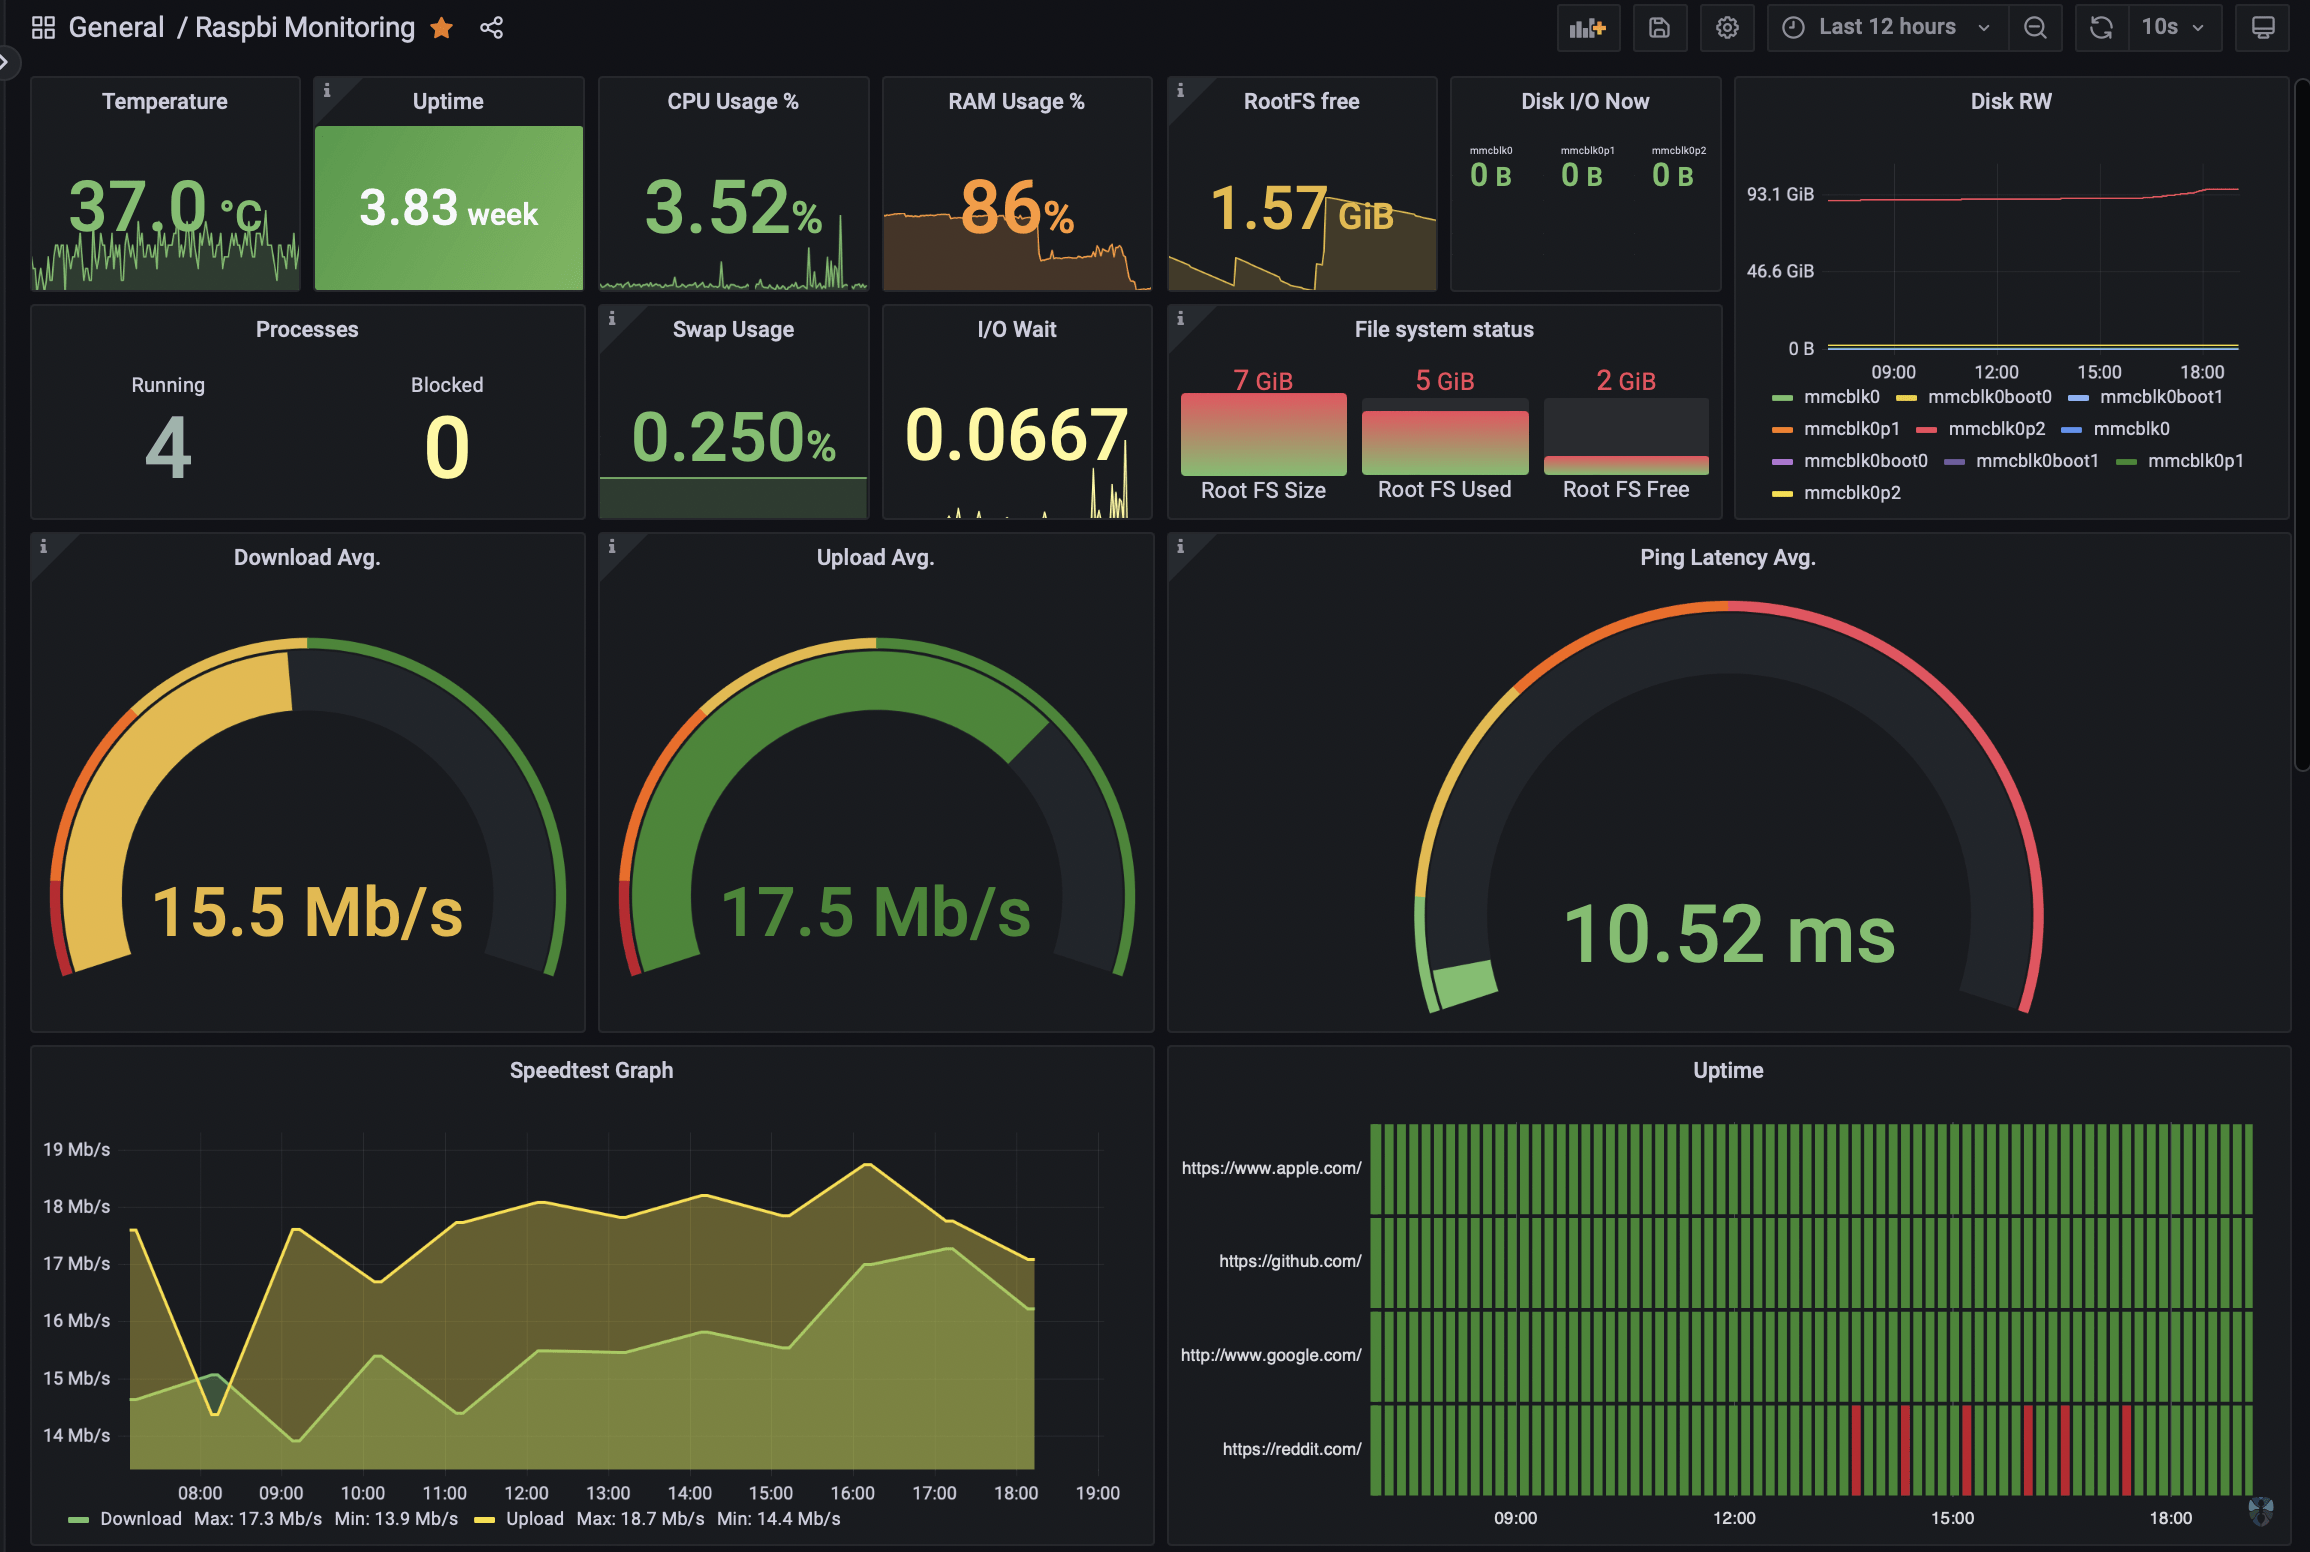 General / Raspbi Monitoring
Last 12 hours
10s
Temperature
37.0 °C
Uptime
3.83 week
CPU Usage %
3.52%
RAM Usage %
86%
RootFS free
1.57 GiB
Disk I/O Now
mmcblk0 mmcblk0p1 mmcblk0p2
0 B 0 B 0 B
Disk RW
93.1 GiB
46.6 GiB
0 B
09:00 12:00 15:00 18:00
mmcblk0 mmcblk0boot0 mmcblk0boot1
mmcblk0p1 mmcblk0p2 mmcblk0
mmcblk0boot0 mmcblk0boot1 mmcblk0p1
mmcblk0p2
Processes
Running Blocked
4 0
Swap Usage
0.250%
I/O Wait
0.0667
File system status
7 GiB 5 GiB 2 GiB
Root FS Size Root FS Used Root FS Free
Download Avg.
15.5 Mb/s
Upload Avg.
17.5 Mb/s
Ping Latency Avg.
10.52 ms
Speedtest Graph
19 Mb/s
18 Mb/s
17 Mb/s
16 Mb/s
15 Mb/s
14 Mb/s
08:00 09:00 10:00 11:00 12:00 13:00 14:00 15:00 16:00 17:00 18:00 19:00
Download Max: 17.3 Mb/s Min: 13.9 Mb/s Upload Max: 18.7 Mb/s Min: 14.4 Mb/s
Uptime
https://www.apple.com/
https://github.com/
http://www.google.com/
https://reddit.com/
09:00 12:00 15:00 18:00